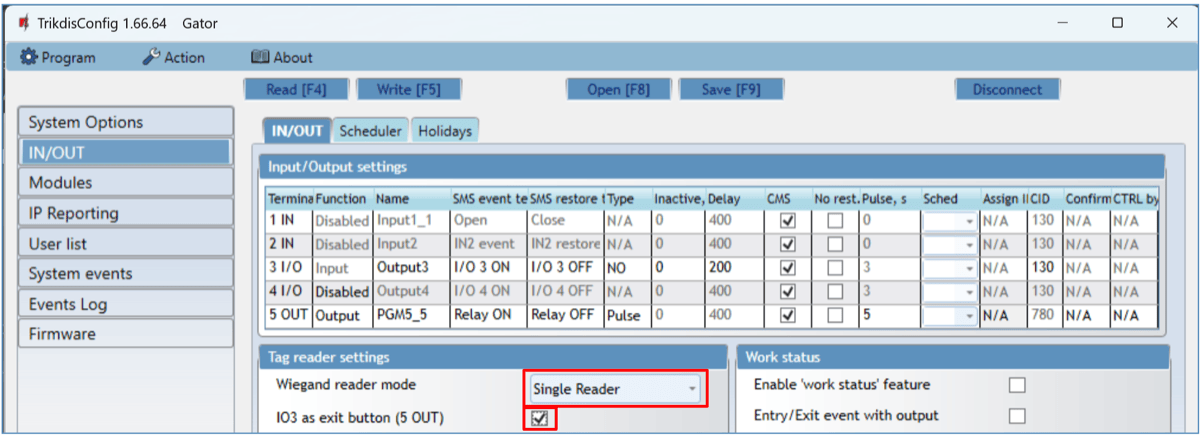 TrikdisConfig 1.66.64 Gator
Program Action About
Read [F4] Write [F5] Open [F8] Save [F9] Disconnect
System Options
IN/OUT
Modules
IP Reporting
User list
System events
Events Log
Firmware
IN/OUT Scheduler Holidays
Input/Output settings
Termina Function Name SMS event te SMS restore t Type Inactive, Delay CMS No rest. Pulse, s Sched Assign I CID Confirm CTRL by
1 IN Disabled Input1_1 Open Close N/A 0 400 0 N/A 130 N/A N/A
2 IN Disabled Input2 IN2 event IN2 restore N/A 0 400 0 N/A 130 N/A N/A
3 I/O Input Output3 I/O 3 ON I/O 3 OFF NO 0 200 3 N/A 130 N/A N/A
4 I/O Disabled Output4 I/O 4 ON I/O 4 OFF N/A 0 400 3 N/A 130 N/A N/A
5 OUT Output PGM5_5 Relay ON Relay OFF Pulse 0 400 5 N/A 780 N/A N/A
Tag reader settings
Wiegand reader mode Single Reader
IO3 as exit button (5 OUT)
Work status
Enable 'work status' feature
Entry/Exit event with output